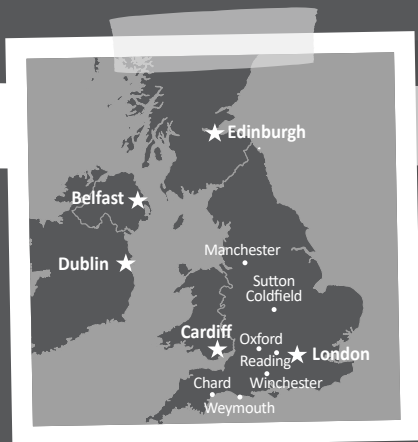 Edinburgh
Belfast
Dublin
Manchester
Sutton
Coldfield
Cardiff
Oxford
London
Reading
Chard
Winchester
Weymouth